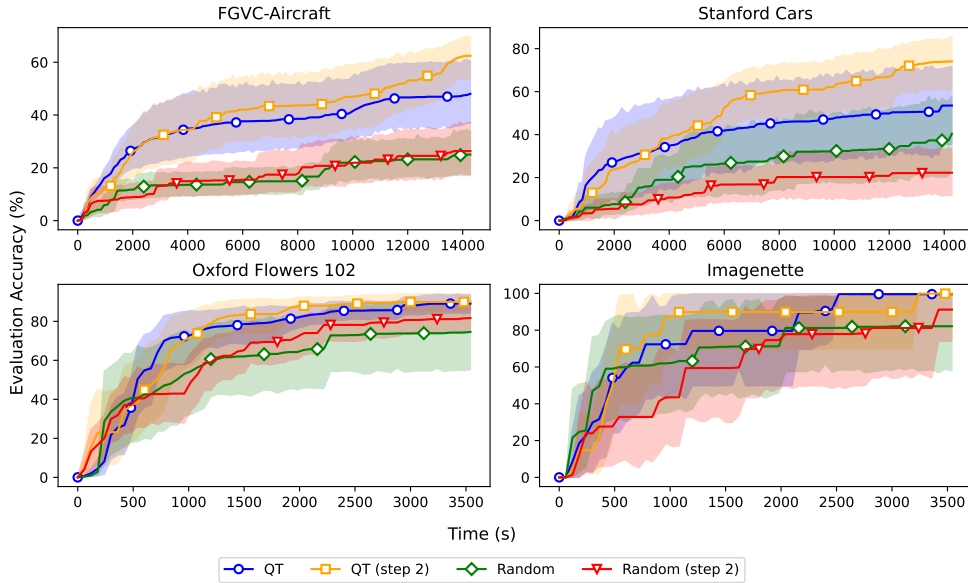 FGVC-Aircraft
Stanford Cars
60
40
20
0
0 2000 4000 6000 8000 10000 12000 14000
80
60
40
20
0
0 2000 4000 6000 8000 10000 12000 14000
Evaluation Accuracy (%)
Oxford Flowers 102
Imagenette
80
60
40
20
0
0 500 1000 1500 2000 2500 3000 3500
100
80
60
40
20
0
0 500 1000 1500 2000 2500 3000 3500
Time (s)
QT QT (step 2) Random Random (step 2)